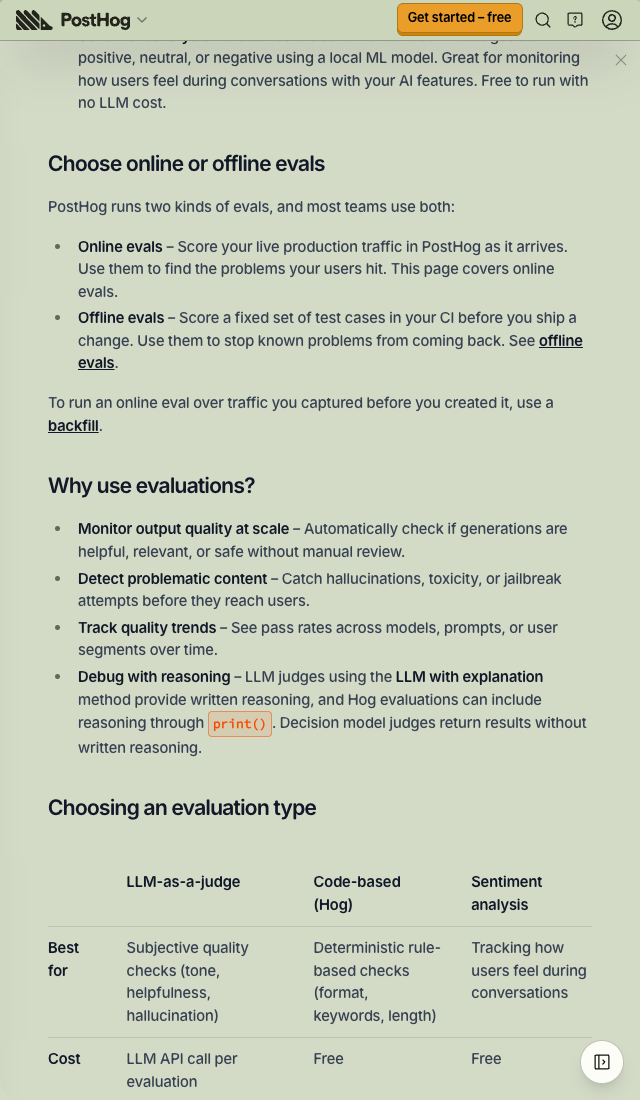 PostHog
Get started – free
positive, neutral, or negative using a local ML model. Great for monitoring
how users feel during conversations with your AI features. Free to run with
no LLM cost.
Choose online or offline evals
PostHog runs two kinds of evals, and most teams use both:
Online evals – Score your live production traffic in PostHog as it arrives.
Use them to find the problems your users hit. This page covers online
evals.
Offline evals – Score a fixed set of test cases in your CI before you ship a
change. Use them to stop known problems from coming back. See offline
evals.
To run an online eval over traffic you captured before you created it, use a
backfill.
Why use evaluations?
Monitor output quality at scale – Automatically check if generations are
helpful, relevant, or safe without manual review.
Detect problematic content – Catch hallucinations, toxicity, or jailbreak
attempts before they reach users.
Track quality trends – See pass rates across models, prompts, or user
segments over time.
Debug with reasoning – LLM judges using the LLM with explanation
method provide written reasoning, and Hog evaluations can include
reasoning through print(). Decision model judges return results without
written reasoning.
Choosing an evaluation type
LLM-as-a-judge
Code-based
(Hog)
Sentiment
analysis
Best
for
Subjective quality
checks (tone,
helpfulness,
hallucination)
Deterministic rule-
based checks
(format,
keywords, length)
Tracking how
users feel during
conversations
Cost
LLM API call per
evaluation
Free
Free